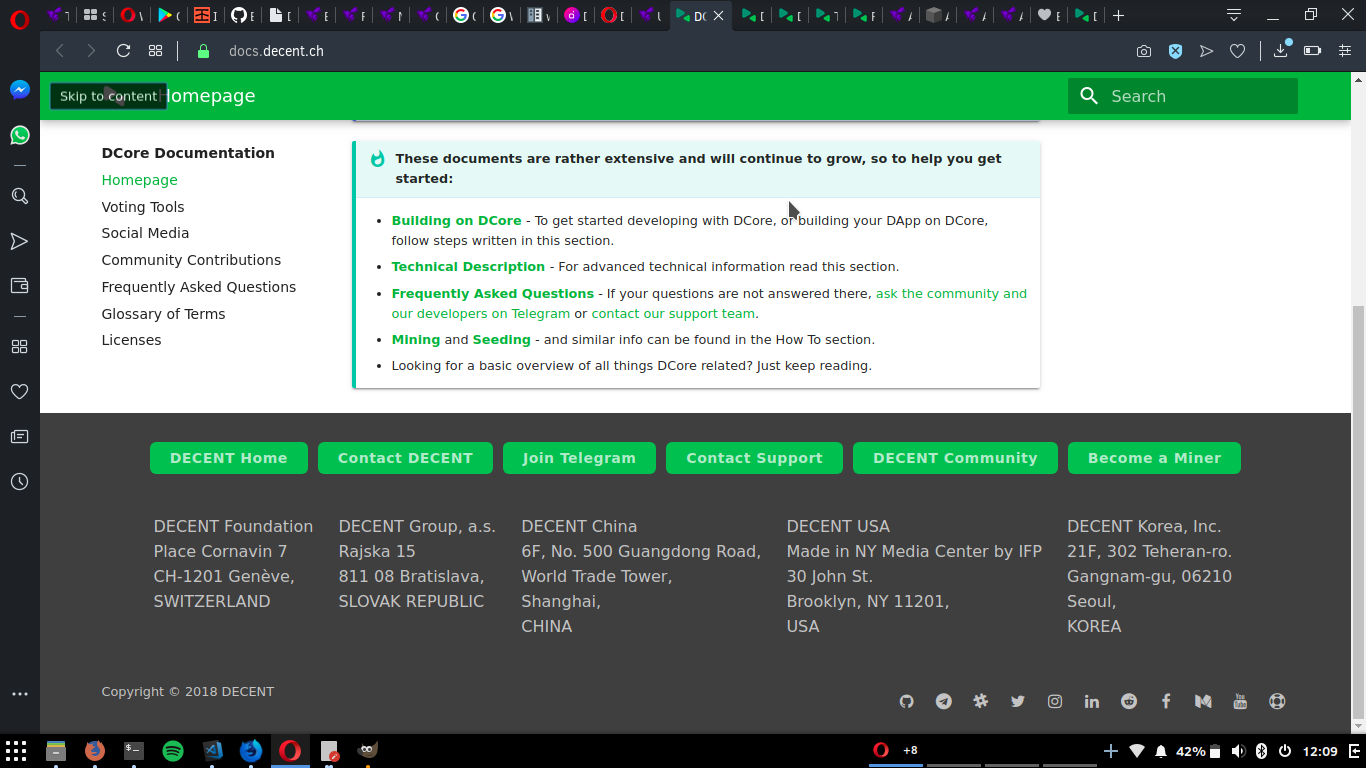 docs.decent.ch
Skip to content
Homepage
Search
DCore Documentation
Homepage
Voting Tools
Social Media
Community Contributions
Frequently Asked Questions
Glossary of Terms
Licenses
These documents are rather extensive and will continue to grow, so to help you get
started:
Building on DCore - To get started developing with DCore, or building your DApp on DCore,
follow steps written in this section.
Technical Description - For advanced technical information read this section.
Frequently Asked Questions - If your questions are not answered there, ask the community and
our developers on Telegram or contact our support team.
Mining and Seeding - and similar info can be found in the How To section.
Looking for a basic overview of all things DCore related? Just keep reading.
DECENT Home
Contact DECENT
Join Telegram
Contact Support
DECENT Community
Become a Miner
DECENT Foundation
Place Cornavin 7
CH-1201 Genève,
SWITZERLAND
DECENT Group, a.s.
Rajska 15
811 08 Bratislava,
SLOVAK REPUBLIC
DECENT China
6F, No. 500 Guangdong Road,
World Trade Tower,
Shanghai,
CHINA
DECENT USA
Made in NY Media Center by IFP
30 John St.
Brooklyn, NY 11201,
USA
DECENT Korea, Inc.
21F, 302 Teheran-ro.
Gangnam-gu, 06210
Seoul,
KOREA
Copyright © 2018 DECENT
You
Tube
+8
42%
12:09